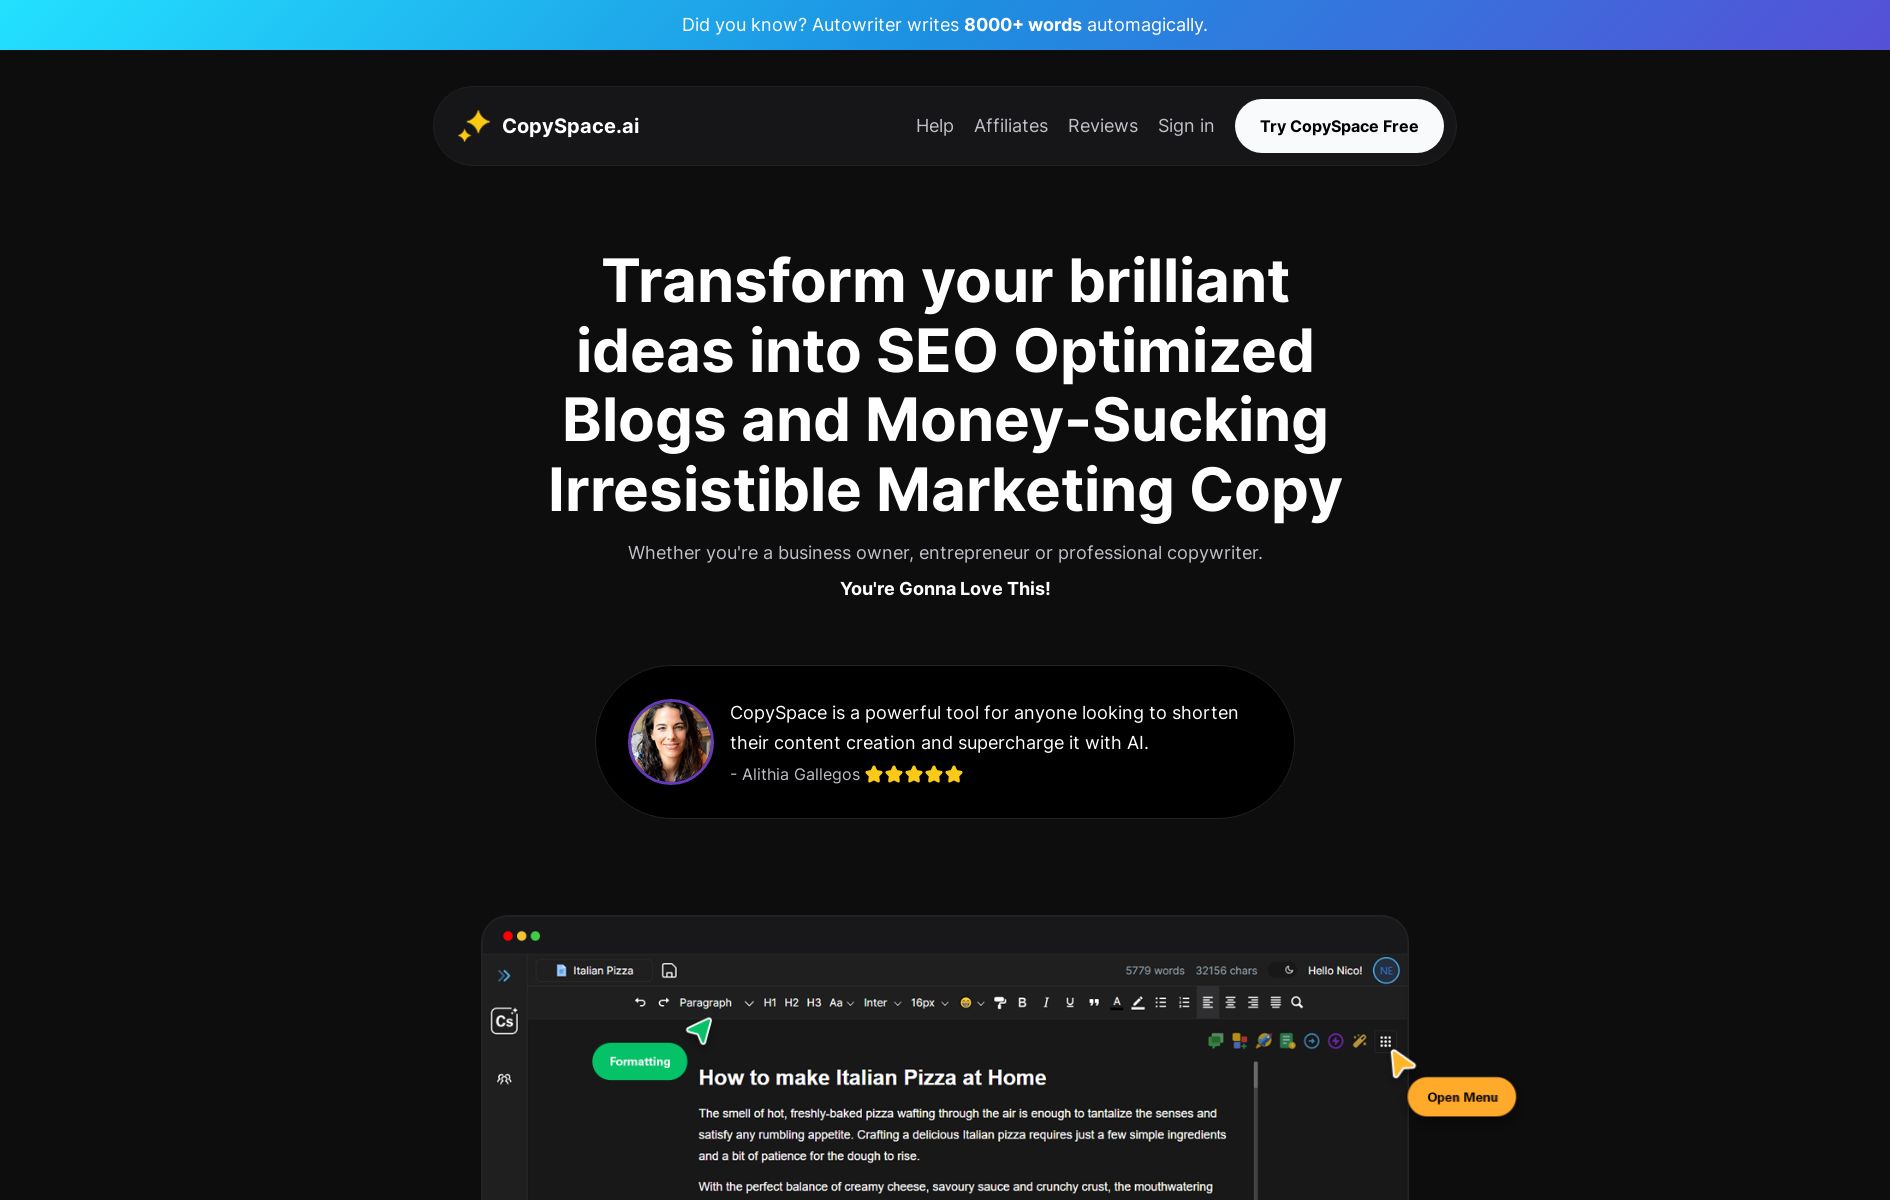 Did you know? Autowriter writes 8000+ words automagically.
CopySpace.ai
Help
Affiliates
Reviews
Sign in
Try CopySpace Free
Transform your brilliant
ideas into SEO Optimized
Blogs and Money-Sucking
Irresistible Marketing Copy
Whether you're a business owner, entrepreneur or professional copywriter.
You're Gonna Love This!
CopySpace is a powerful tool for anyone looking to shorten
their content creation and supercharge it with AI.
- Alithia Gallegos
Italian Pizza
5779 words
32156 chars
Hello Nico!
NE
Paragraph
H1 H2 H3 Aa
Inter
16px
B I U A
Cs
Formatting
How to make Italian Pizza at Home
Open Menu
The smell of hot, freshly-baked pizza wafting through the air is enough to tantalize the senses and
satisfy any rumbling appetite. Crafting a delicious Italian pizza requires just a few simple ingredients
and a bit of patience for the dough to rise.
With the perfect balance of creamy cheese, savoury sauce and crunchy crust, the mouthwatering